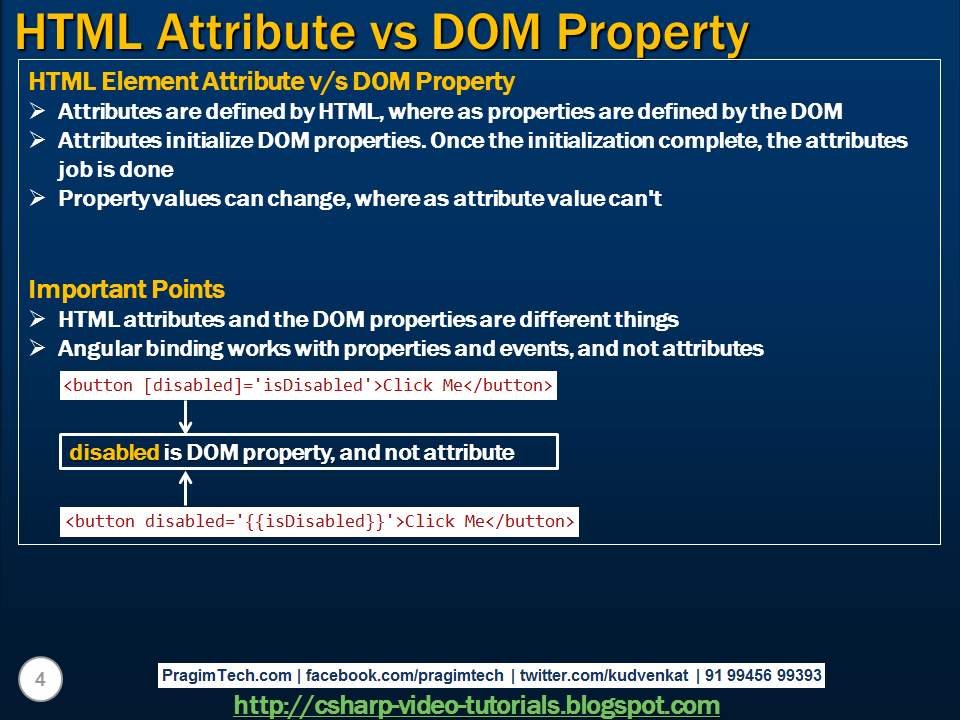 HTML Attribute vs DOM Property
HTML Element Attribute v/s DOM Property
Attributes are defined by HTML, where as properties are defined by the DOM
Attributes initialize DOM properties. Once the initialization complete, the attributes
job is done
Property values can change, where as attribute value can't
Important Points
HTML attributes and the DOM properties are different things
Angular binding works with properties and events, and not attributes
<button [disabled]='isDisabled'>Click Me</button>
disabled is DOM property, and not attribute
<button disabled='{{isDisabled}}'>Click Me</button>
4
PragimTech.com | facebook.com/pragimtech | twitter.com/kudvenkat | 91 99456 99393
http://csharp-video-tutorials.blogspot.com